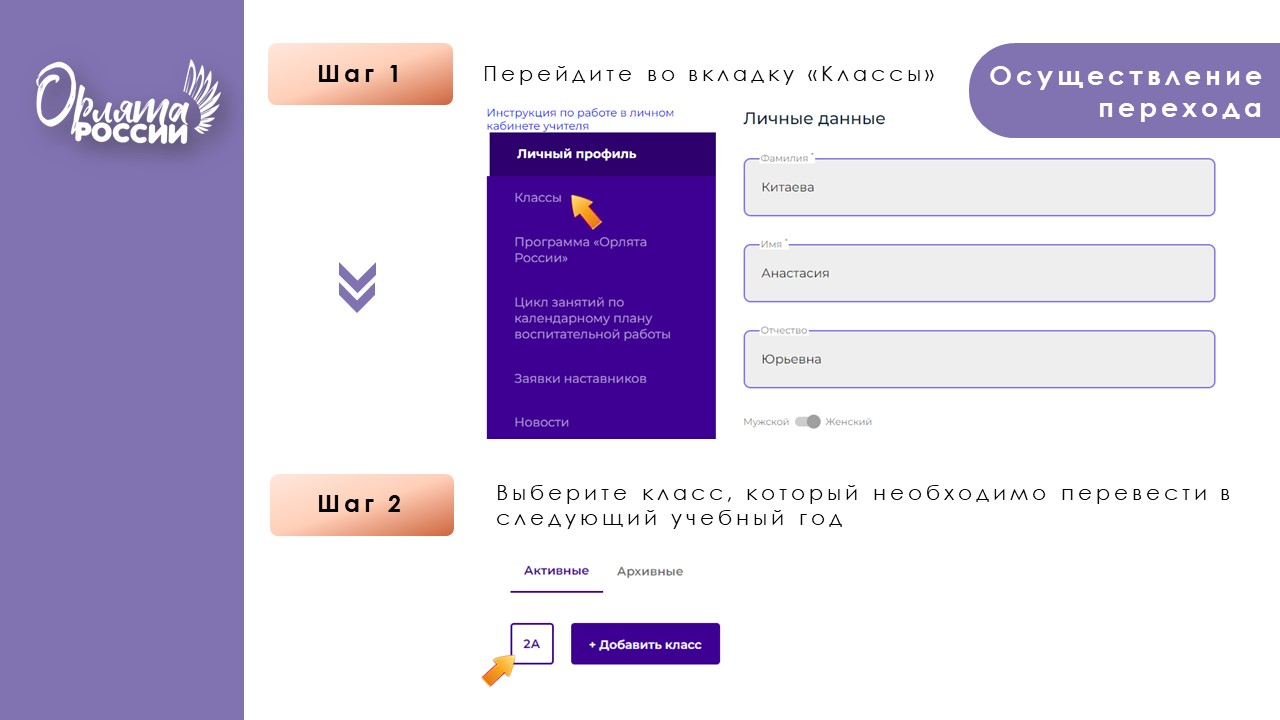 Орлята
РОССИИ
Шаг 1
Перейдите во вкладку «Классы»
Осуществление
перехода
Инструкция по работе в личном
кабинете учителя
Личный профиль
Классы
Программа «Орлята
России»
Цикл занятий по
календарному плану
воспитательной работы
Заявки наставников
Новости
Личные данные
Фамилия *
Китаева
Имя *
Анастасия
Отчество
Юрьевна
Мужской Женский
Шаг 2
Выберите класс, который необходимо перевести в
следующий учебный год
Активные Архивные
2А + Добавить класс